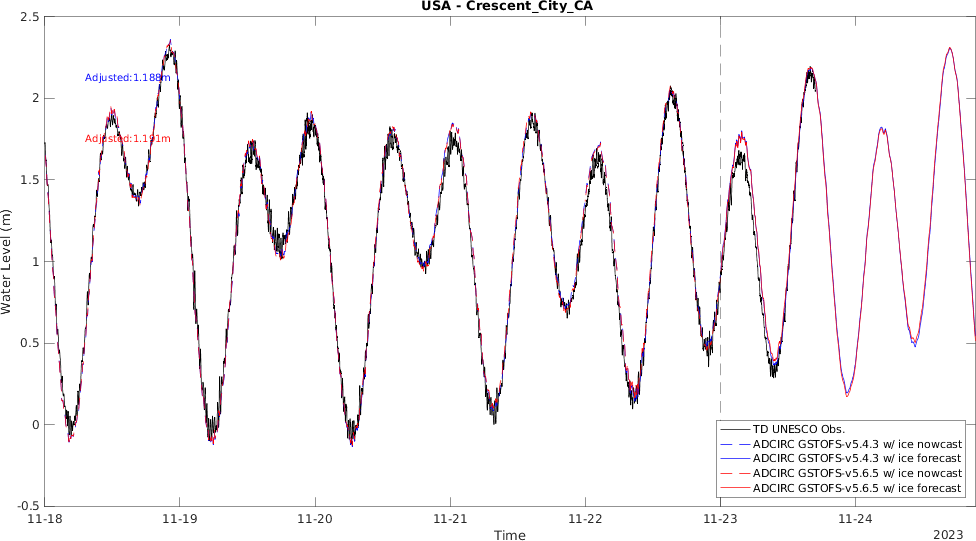 USA - Crescent_City_CA
2.5
2
1.5
1
0.5
0
-0.5
Water Level (m)
Adjusted:1.188m
Adjusted:1.191m
TD UNESCO Obs.
ADCIRC GSTOFS-v5.4.3 w/ ice nowcast
ADCIRC GSTOFS-v5.4.3 w/ ice forecast
ADCIRC GSTOFS-v5.6.5 w/ ice nowcast
ADCIRC GSTOFS-v5.6.5 w/ ice forecast
11-18 11-19 11-20 11-21 11-22 11-23 11-24
Time
2023